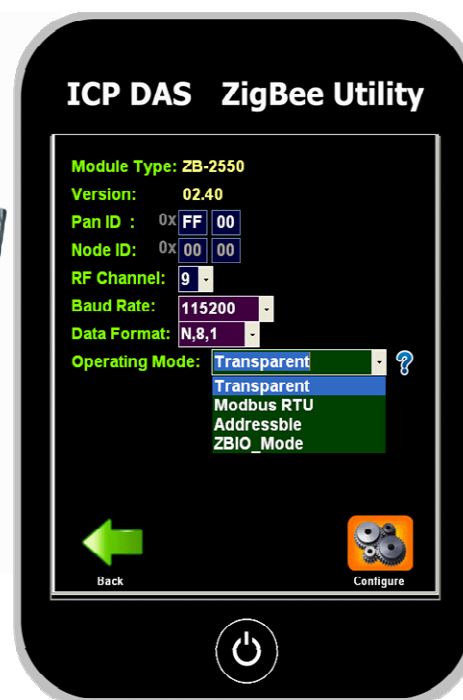 ICP DAS ZigBee Utility
Module Type: ZB-2550
Version: 02.40
Pan ID : 0x FF 00
Node ID: 0x 00 00
RF Channel: 9
Baud Rate: 115200
Data Format: N,8,1
Operating Mode: Transparent ?
Transparent
Modbus RTU
Addressble
ZBIO_Mode
Back Configure